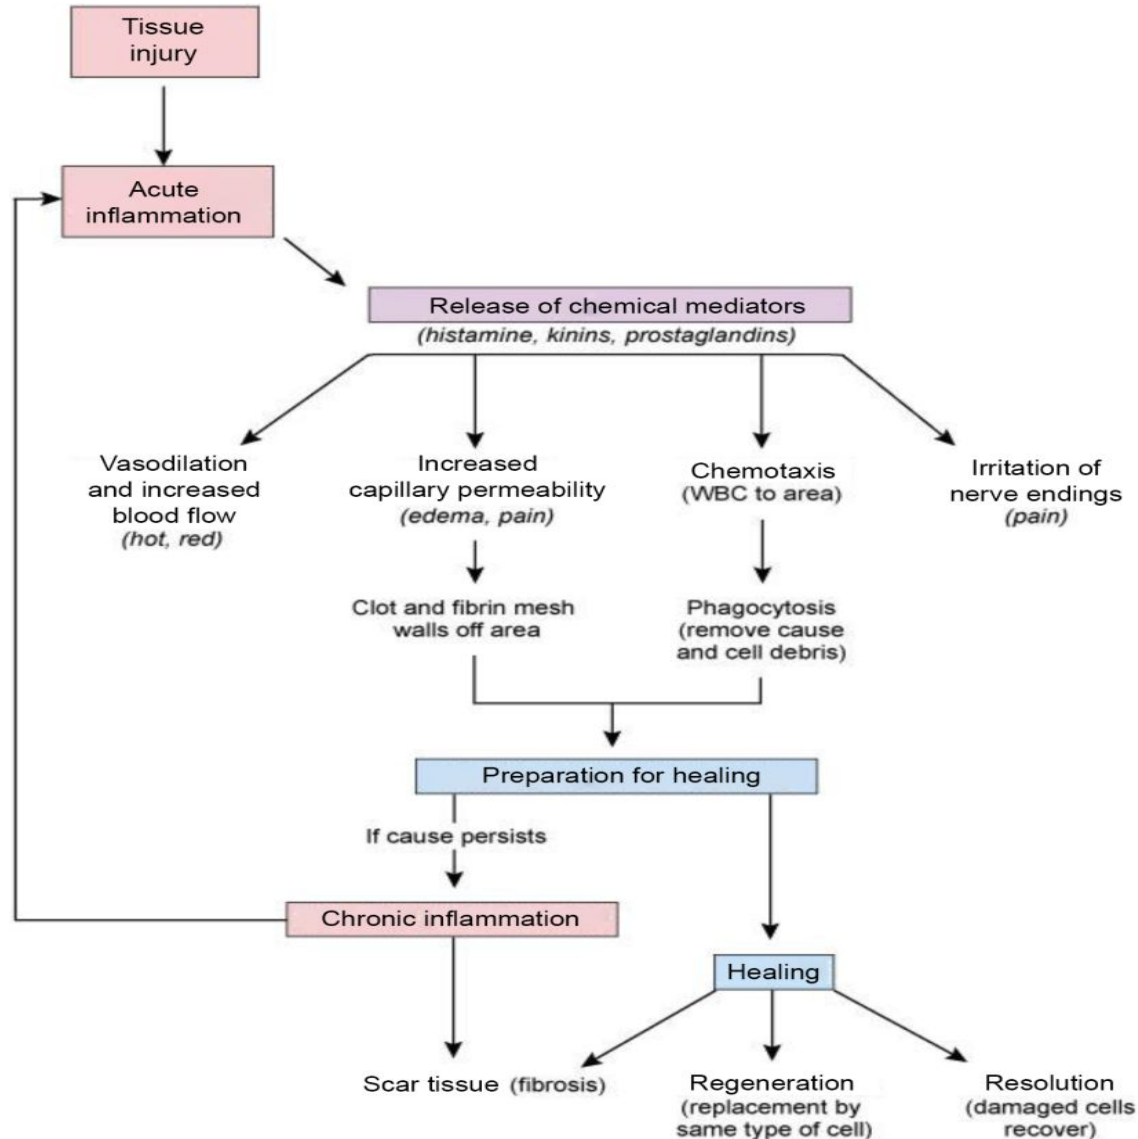 Tissue
injury
Acute
inflammation
Release of chemical mediators
(histamine, kinins, prostaglandins)
Vasodilation
and increased
blood flow
(hot, red)
Increased
capillary permeability
(edema, pain)
Chemotaxis
(WBC to area)
Irritation of
nerve endings
(pain)
Clot and fibrin mesh
walls off area
Phagocytosis
(remove cause
and cell debris)
Preparation for healing
If cause persists
Chronic inflammation
Healing
Scar tissue (fibrosis)
Regeneration
(replacement by
same type of cell)
Resolution
(damaged cells
recover)